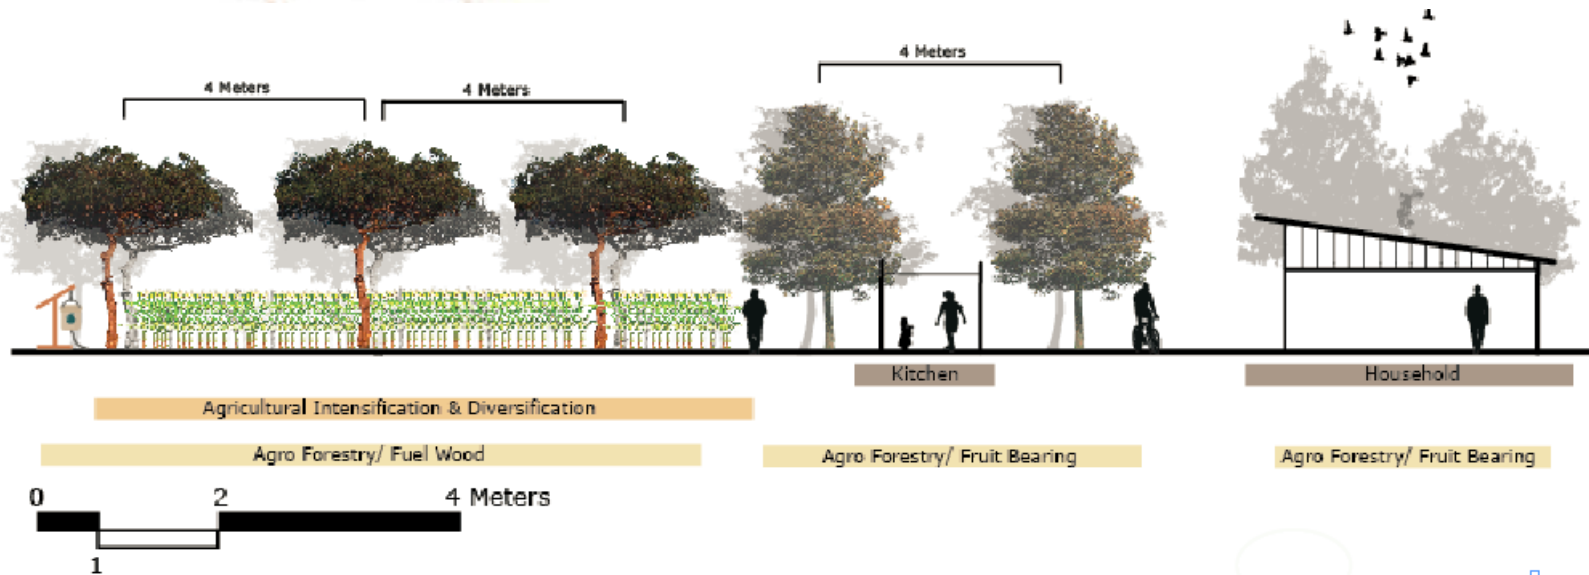 4 Meters
4 Meters
4 Meters
Kitchen
Household
Agricultural Intensification & Diversification
Agro Forestry/ Fuel Wood
Agro Forestry/ Fruit Bearing
Agro Forestry/ Fruit Bearing
0 2 4 Meters
1